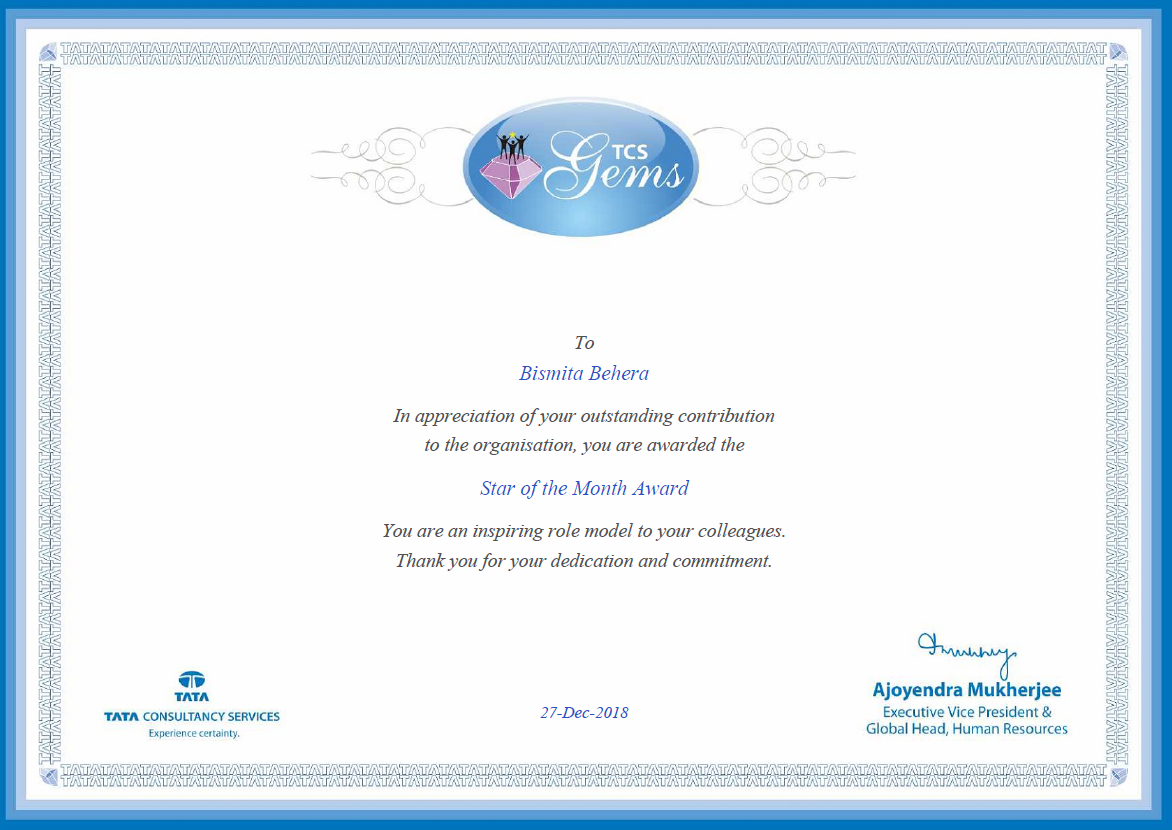 TCS
Gems
To
Bismita Behera
In appreciation of your outstanding contribution
to the organisation, you are awarded the
Star of the Month Award
You are an inspiring role model to your colleagues.
Thank you for your dedication and commitment.
TATA
TATA CONSULTANCY SERVICES
Experience certainty.
27-Dec-2018
Ajoyendra Mukherjee
Executive Vice President &
Global Head, Human Resources